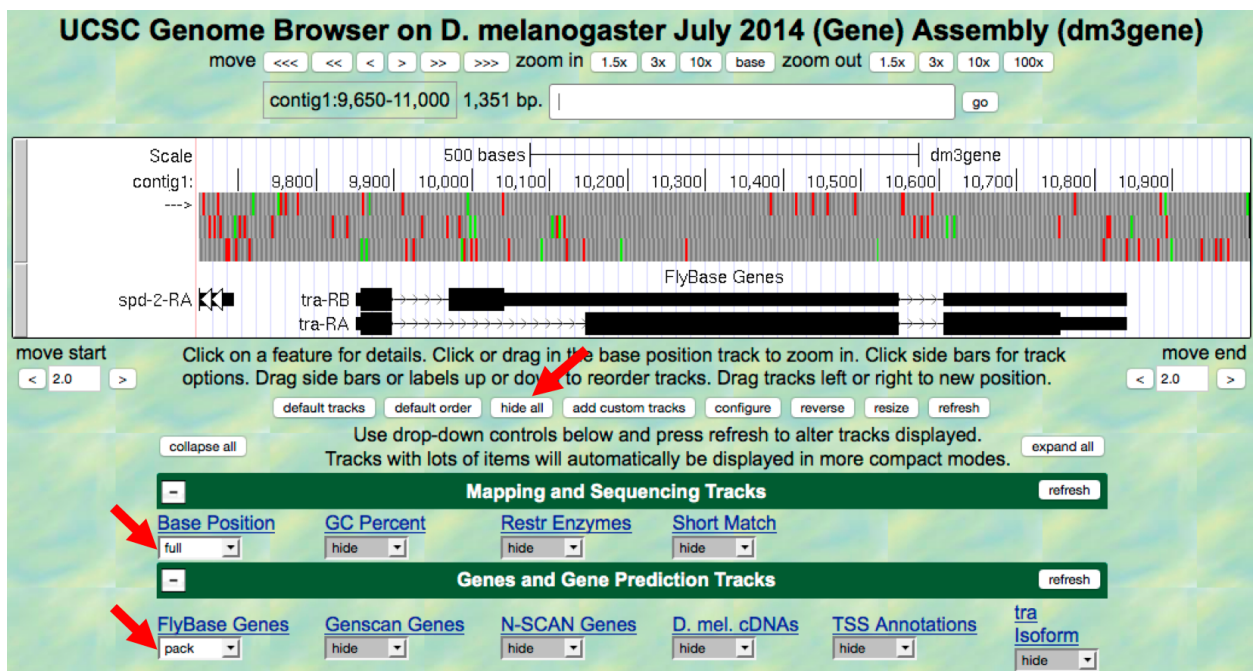 UCSC Genome Browser on D. melanogaster July 2014 (Gene) Assembly (dm3gene)
move <<< << < > >> >>> zoom in 1.5x 3x 10x base zoom out 1.5x 3x 10x 100x
contig1:9,650-11,000 1,351 bp. go
Scale 500 bases dm3gene
contig1: 9,800 9,900 10,000 10,100 10,200 10,300 10,400 10,500 10,600 10,700 10,800 10,900
--->
FlyBase Genes
spd-2-RA tra-RB
tra-RA
move start Click on a feature for details. Click or drag in the base position track to zoom in. Click side bars for track move end
< 2.0 > options. Drag side bars or labels up or down to reorder tracks. Drag tracks left or right to new position. < 2.0 >
default tracks default order hide all add custom tracks configure reverse resize refresh
collapse all Use drop-down controls below and press refresh to alter tracks displayed. expand all
Tracks with lots of items will automatically be displayed in more compact modes.
- Mapping and Sequencing Tracks refresh
Base Position GC Percent Restr Enzymes Short Match
full hide hide hide
- Genes and Gene Prediction Tracks refresh
FlyBase Genes Genscan Genes N-SCAN Genes D. mel. cDNAs TSS Annotations tra Isoform
pack hide hide hide hide hide